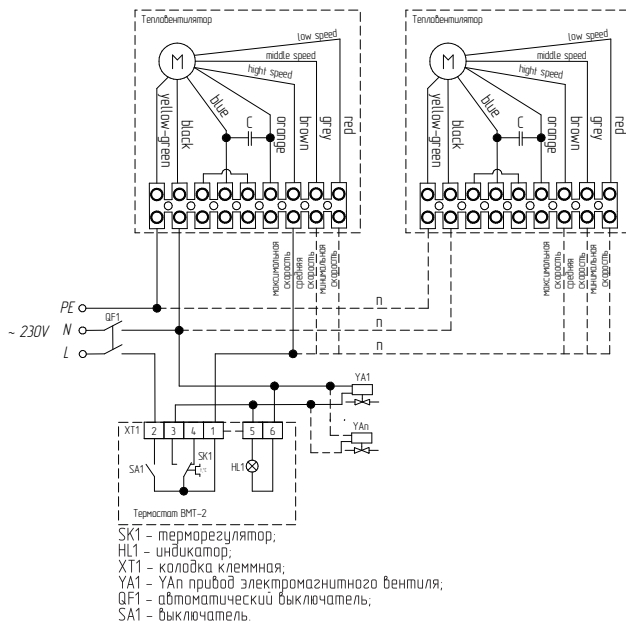 Тепловентилятор
M
low speed
middle speed
hight speed
yellow-green
black
blue
C
orange
brown
grey
red
максимальная скорость
средняя скорость
минимальная скорость
Тепловентилятор
M
low speed
middle speed
hight speed
yellow-green
black
blue
C
orange
brown
grey
red
максимальная скорость
средняя скорость
минимальная скорость
PE
n
~ 230V
N
QF1
n
L
n
YA1
YAn
XT1
2 3 4 1 5 6
SA1
SK1
t°C
HL1
Термостат ВМТ-2
SK1 – терморегулятор;
HL1 – индикатор;
XT1 – колодка клеммная;
YA1 – YAn привод электромагнитного вентиля;
QF1 – автоматический выключатель;
SA1 – выключатель.